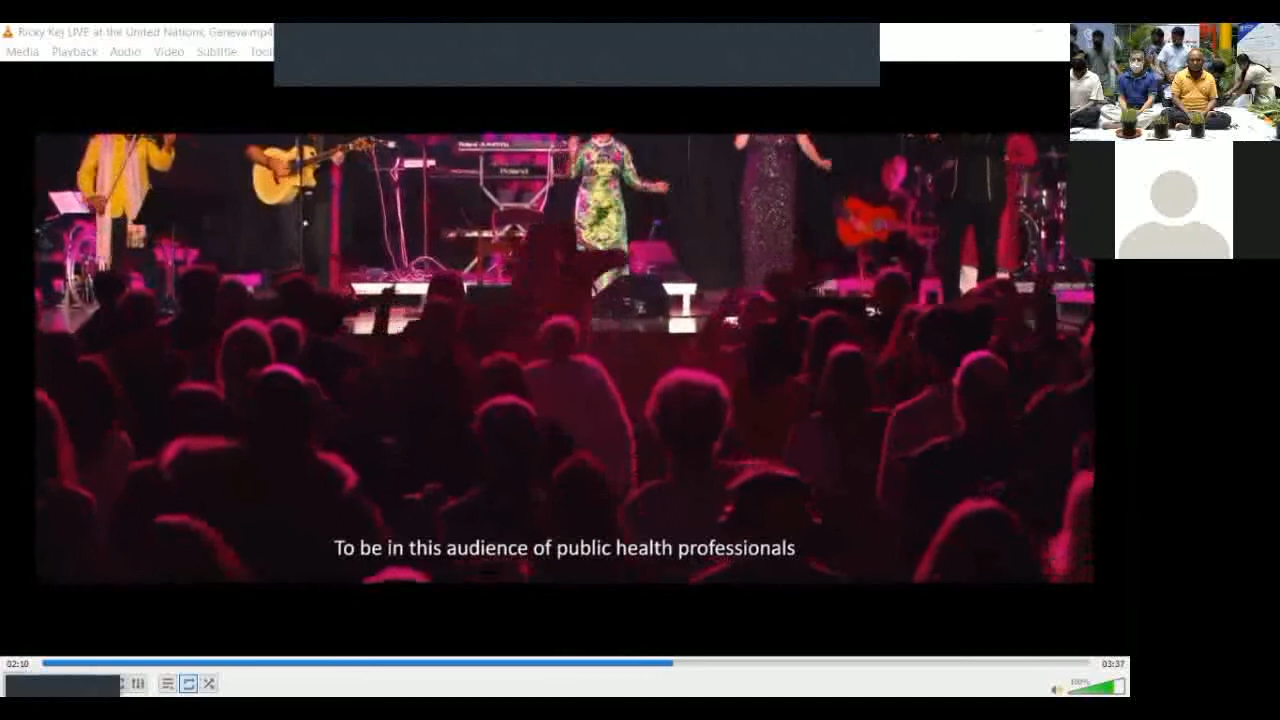 Ricky Kej LIVE at the United Nations, Geneva.mp4
Media Playback Audio Video Subtitle Tool
Roland
To be in this audience of public health professionals
02:10
03:37
100%